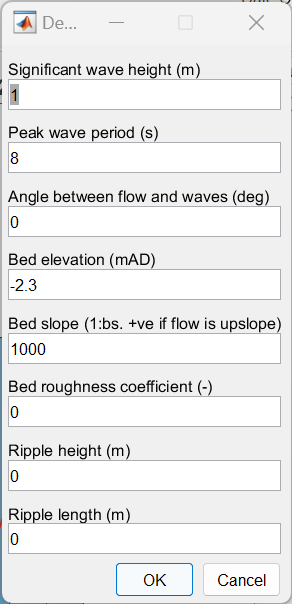 De...
Significant wave height (m)
1
Peak wave period (s)
8
Angle between flow and waves (deg)
0
Bed elevation (mAD)
-2.3
Bed slope (1:bs. +ve if flow is upslope)
1000
Bed roughness coefficient (-)
0
Ripple height (m)
0
Ripple length (m)
0
OK Cancel